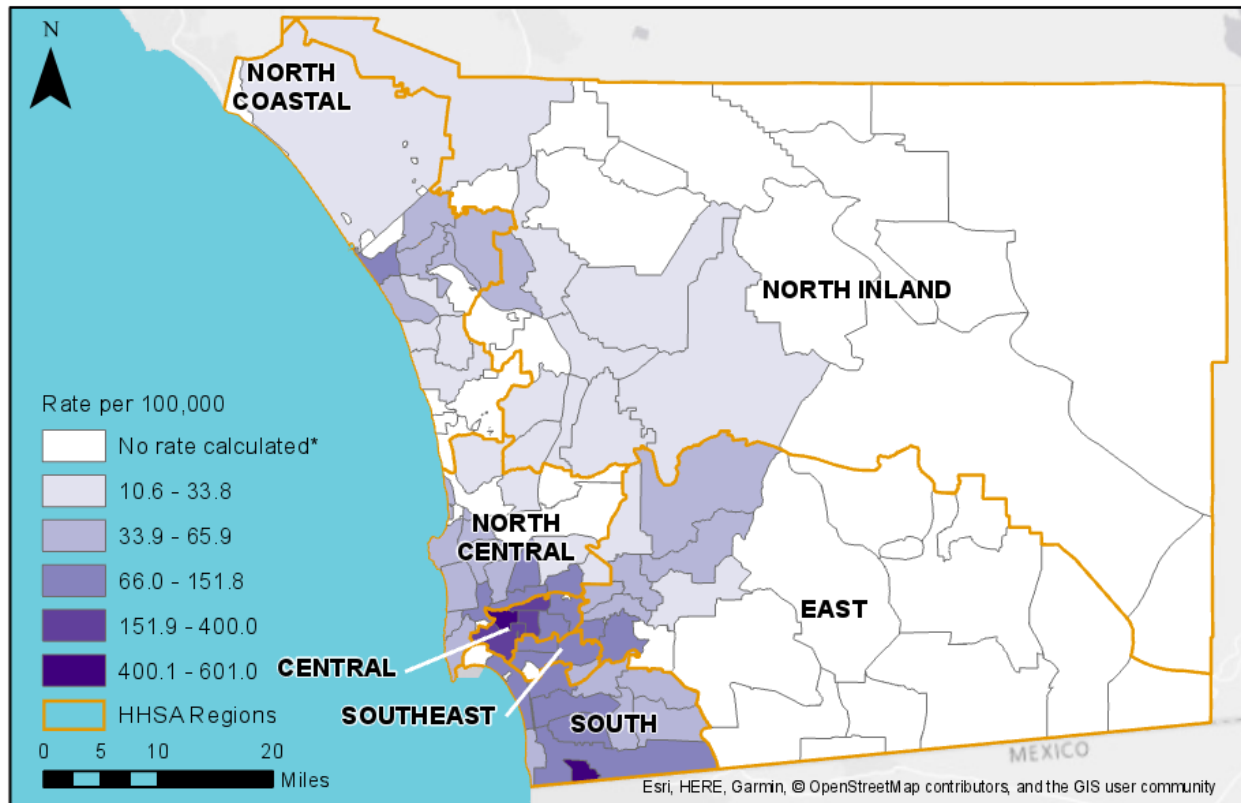 N
NORTH
COASTAL
NORTH INLAND
Rate per 100,000
No rate calculated*
10.6 - 33.8
33.9 - 65.9
66.0 - 151.8
151.9 - 400.0
400.1 - 601.0
HHSA Regions
0 5 10 20
Miles
NORTH
CENTRAL
EAST
CENTRAL
SOUTHEAST
SOUTH
MEXICO
Esri, HERE, Garmin, © OpenStreetMap contributors, and the GIS user community